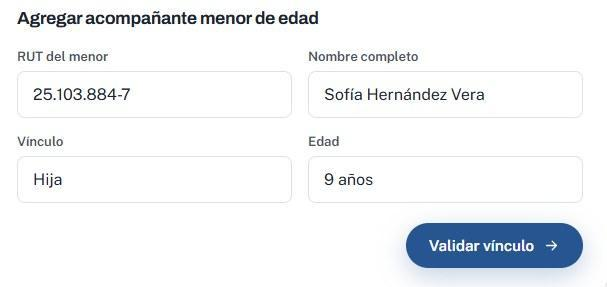 Agregar acompañante menor de edad
RUT del menor
Nombre completo
25.103.884-7
Sofía Hernández Vera
Vínculo
Edad
Hija
9 años
Validar vínculo →